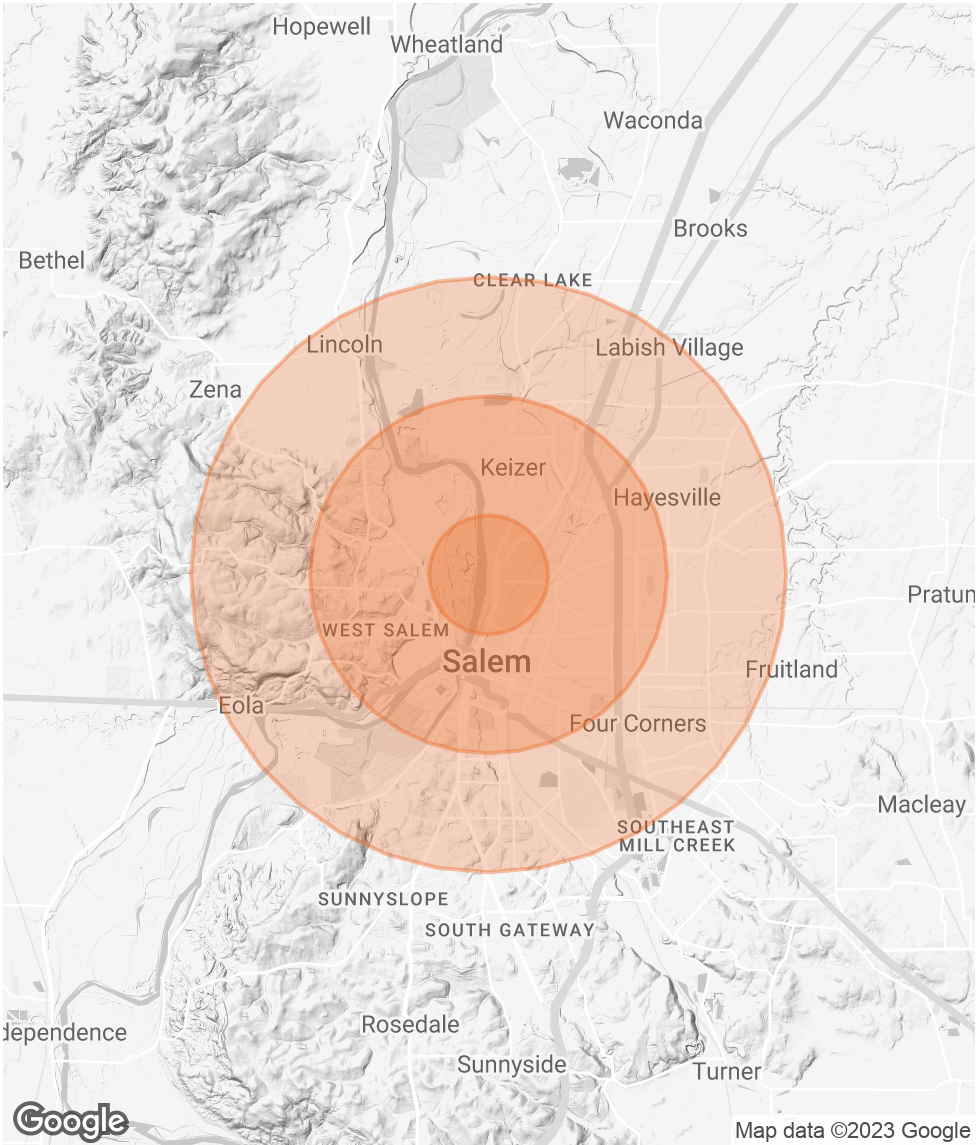 Hopewell
Wheatland
Waconda
Brooks
Bethel
CLEAR LAKE
Lincoln
Labish Village
Zena
Keizer
Hayesville
Pratun
WEST SALEM
Salem
Fruitland
Eola
Four Corners
Macleay
SOUTHEAST
MILL CREEK
SUNNYSLOPE
SOUTH GATEWAY
Rosedale
dependence
Sunnyside
Turner
Google
Map data ©2023 Google